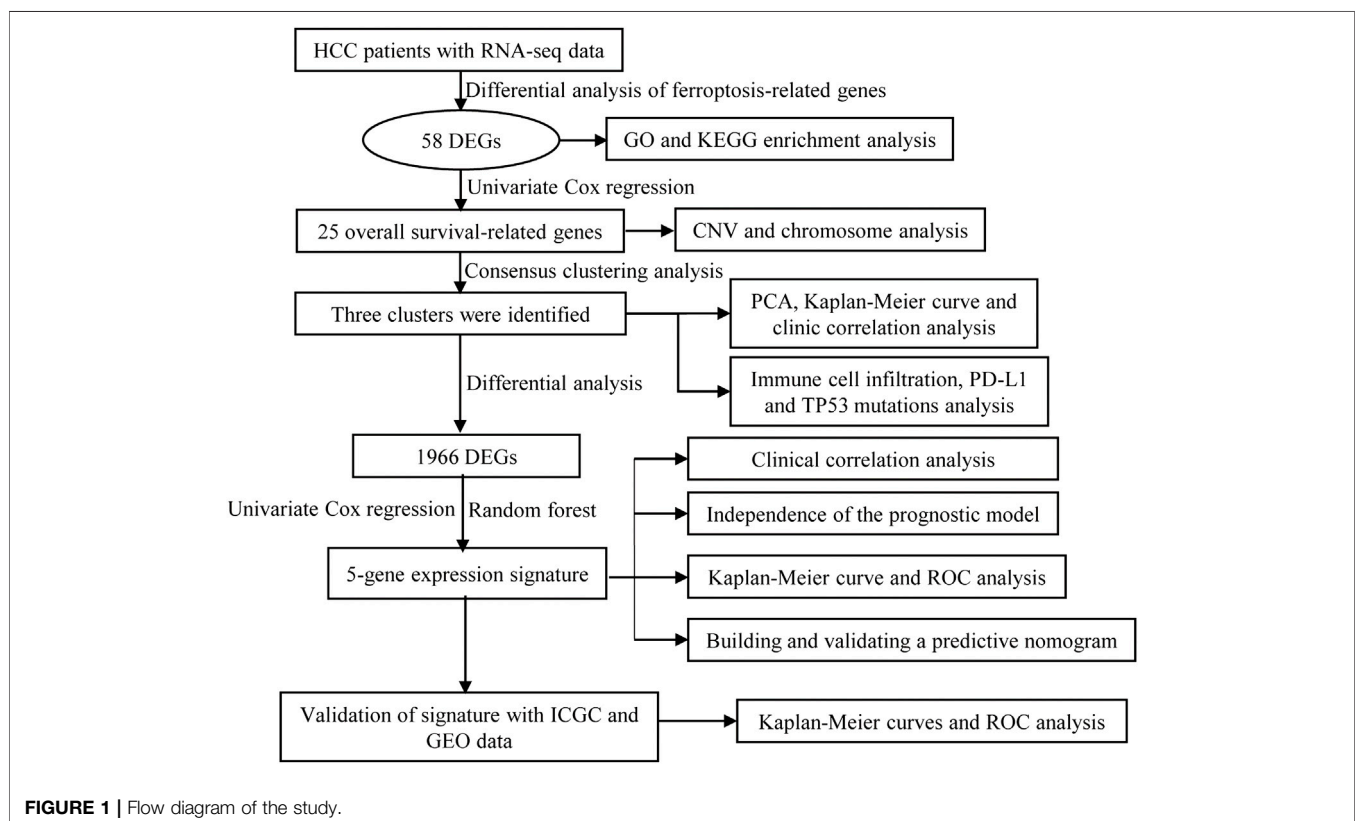 HCC patients with RNA-seq data
Differential analysis of ferroptosis-related genes
58 DEGs
GO and KEGG enrichment analysis
Univariate Cox regression
25 overall survival-related genes
CNV and chromosome analysis
Consensus clustering analysis
Three clusters were identified
PCA, Kaplan-Meier curve and
clinic correlation analysis
Immune cell infiltration, PD-L1
and TP53 mutations analysis
Differential analysis
1966 DEGs
Clinical correlation analysis
Univariate Cox regression
Random forest
Independence of the prognostic model
5-gene expression signature
Kaplan-Meier curve and ROC analysis
Building and validating a predictive nomogram
Validation of signature with ICGC and
GEO data
Kaplan-Meier curves and ROC analysis
FIGURE 1 | Flow diagram of the study.